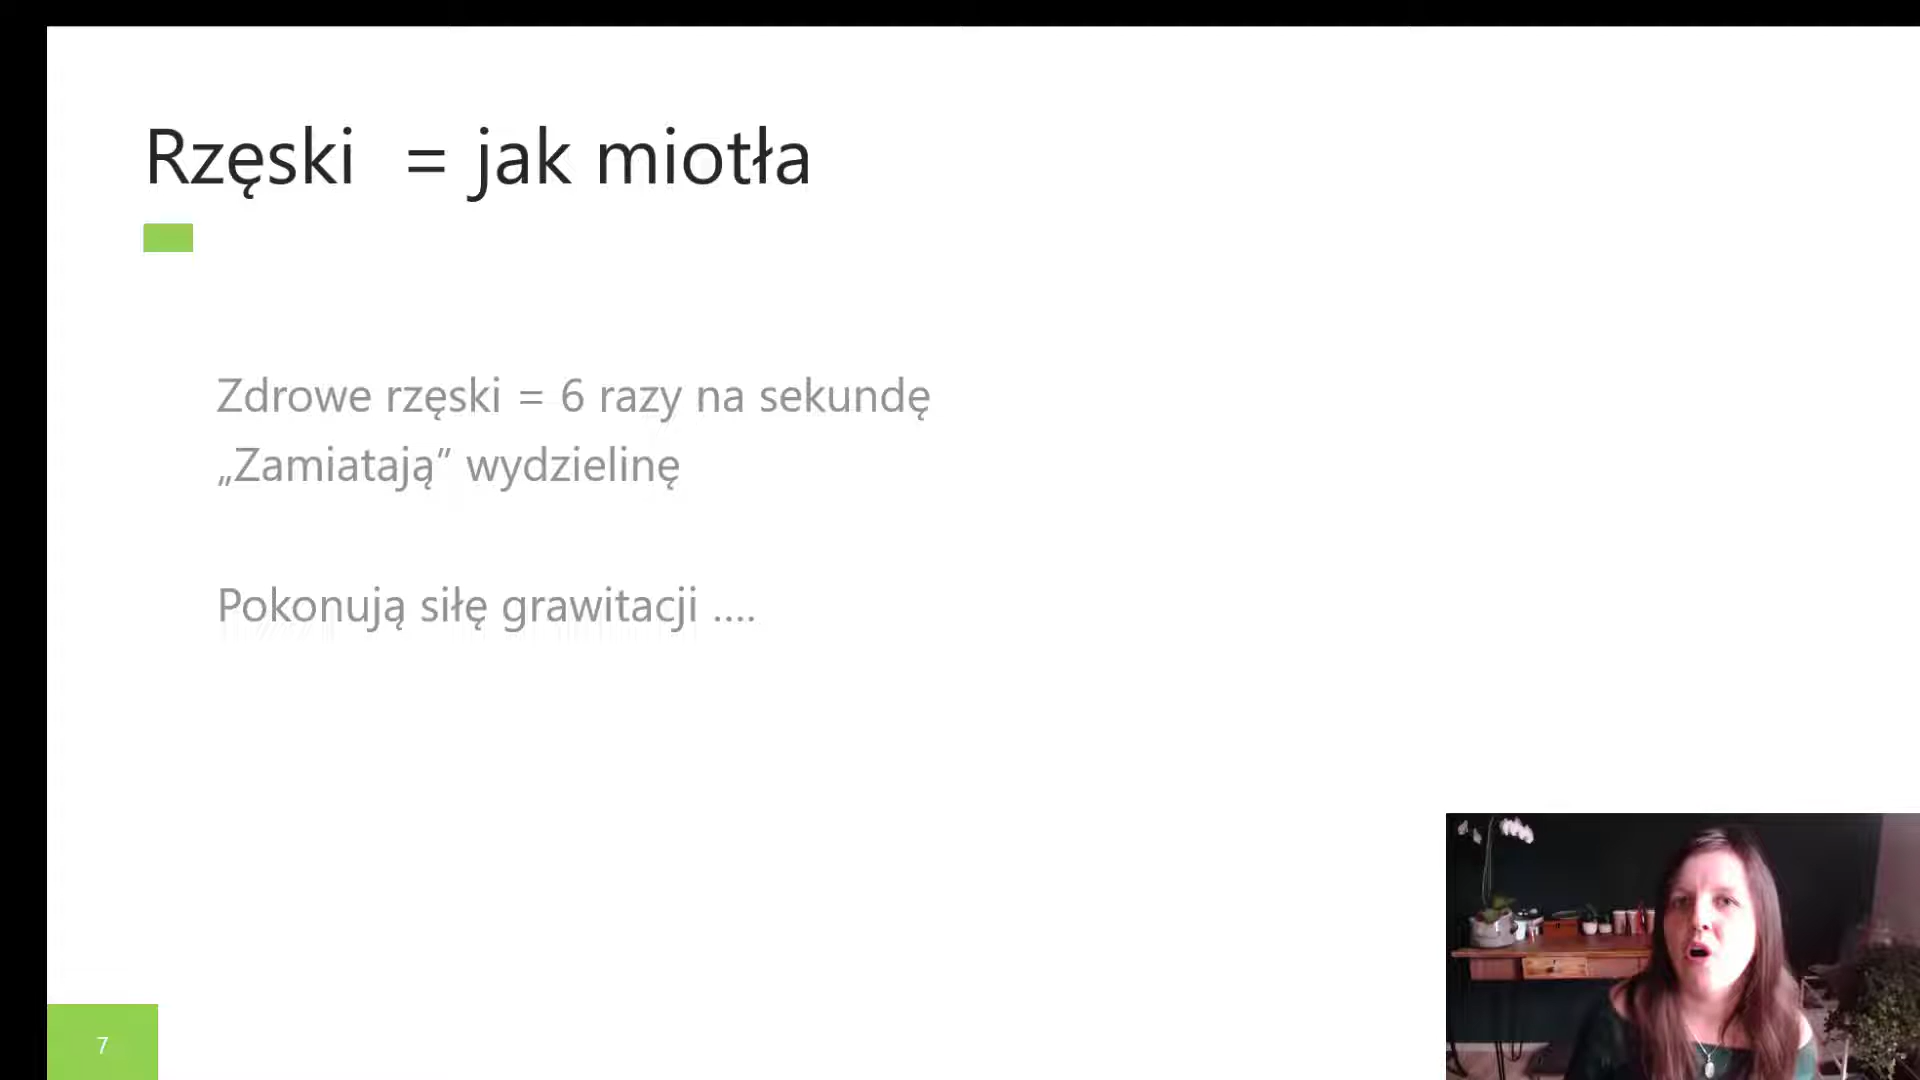 Rzęski = jak miotła
Zdrowe rzęski = 6 razy na sekundę
„Zamiatają” wydzielinę
Pokonują siłę grawitacji ....
7